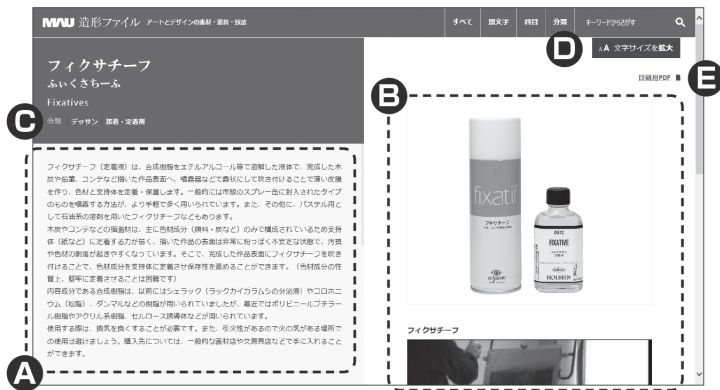 MAU 造形ファイル アートとデザインの素材・道具・技法
すべて 頭文字 科目 分類 キーワードからさがす
D AA 文字サイズを拡大
印刷用PDF E
フィクサチーフ
ふぃくさちーふ
Fixatives
C 分類 デッサン 接着・定着剤
B
フィクサチーフ（定着液）は、合成樹脂をエチルアルコール等で溶解した液体で、完成した木
炭や鉛筆、コンテなど描いた作品表面へ、噴霧器などで霧状にして吹き付けることで薄い皮膜
を作り、色材と支持体を定着・保護します。一般的には市販のスプレー缶に封入されたタイプ
のものを噴霧する方法が、より手軽で多く用いられています。また、その他に、パステル用と
して石油系の溶剤を用いたフィクサチーフなどもあります。
木炭やコンテなどの描画材は、主に色材成分（顔料・炭など）のみで構成されているため支持
体（紙など）に定着する力が弱く、描いた作品の表面は非常に粉っぽく不安定な状態で、汚損
や色材の剥落が起きやすくなっています。そこで、完成した作品表面にフィクサチーフを吹き
付けることで、色材成分を支持体に定着させ保存性を高めることができます。（色材成分の性
質上、堅牢に定着させることは困難です）
内容成分である合成樹脂は、以前にはシェラック（ラックカイガラムシの分泌液）やコロホニ
ウム（松脂）、ダンマルなどの樹脂が用いられていましたが、最近ではポリビニールブチラー
ル樹脂やアクリル系樹脂、セルロース誘導体などが用いられています。
使用する際は、換気を良くすることが必要です。また、引火性があるので火の気がある場所で
の使用は避けましょう。購入先については、一般的な画材店や文房具店などで手に入れること
ができます。
A
fixatif
フキサチーフ
KUSAKABE
FIXATIVE
HOLBEIN
フィクサチーフ